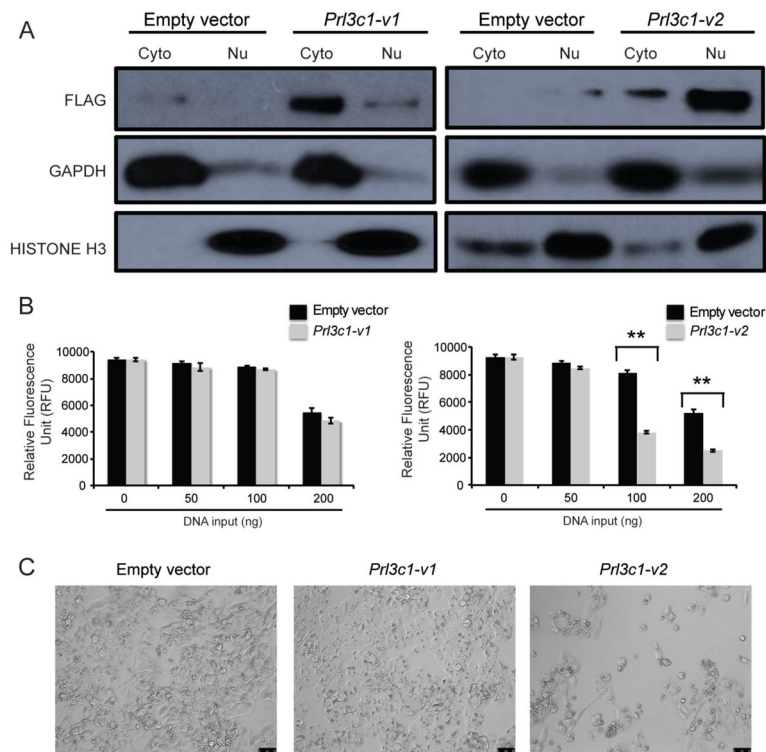 A
Empty vector Prl3c1-v1 Empty vector Prl3c1-v2
Cyto Nu Cyto Nu Cyto Nu Cyto Nu
FLAG
GAPDH
HISTONE H3
B
Empty vector
Prl3c1-v1
Relative Fluorescence
Unit (RFU)
10000
8000
6000
4000
2000
0
0 50 100 200
DNA input (ng)
Empty vector
Prl3c1-v2
Relative Fluorescence
Unit (RFU)
10000
8000
6000
4000
2000
0
**
**
0 50 100 200
DNA input (ng)
C
Empty vector Prl3c1-v1 Prl3c1-v2